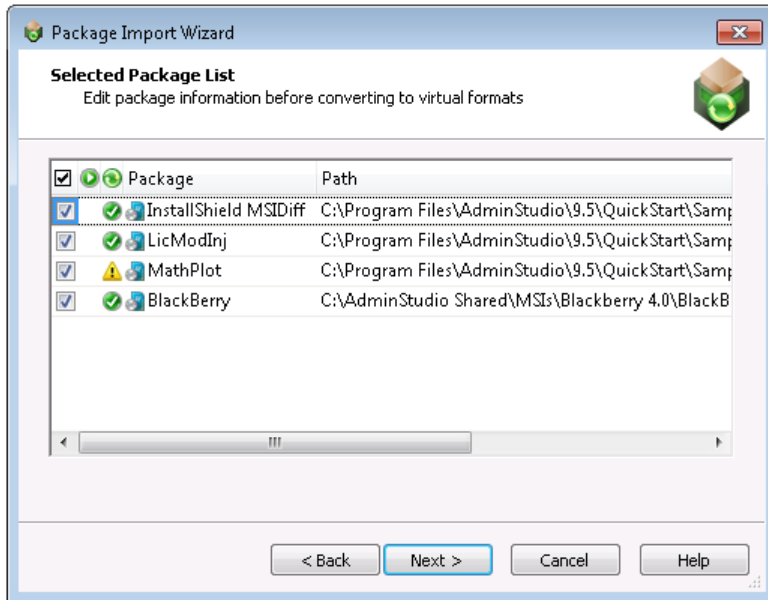 Package Import Wizard
Selected Package List
Edit package information before converting to virtual formats
Package Path
InstallShield MSIDiff C:\Program Files\AdminStudio\9.5\QuickStart\Samp
LicModInj C:\Program Files\AdminStudio\9.5\QuickStart\Samp
MathPlot C:\Program Files\AdminStudio\9.5\QuickStart\Samp
BlackBerry C:\AdminStudio Shared\MSIs\Blackberry 4.0\BlackB
< Back Next > Cancel Help